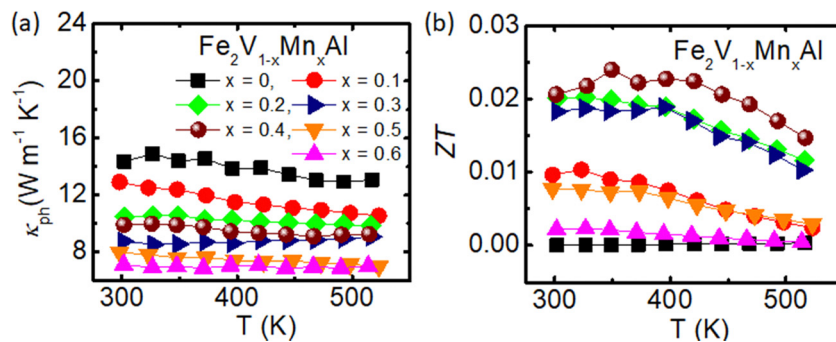 (a)
Fe₂V₁₋ₓMnₓAl
x = 0, x = 0.1
x = 0.2, x = 0.3
x = 0.4, x = 0.5
x = 0.6
24
20
16
12
8
κph(W m⁻¹ K⁻¹)
300 400 500
T (K)
(b)
Fe₂V₁₋ₓMnₓAl
0.03
0.02
0.01
0.00
ZT
300 400 500
T (K)